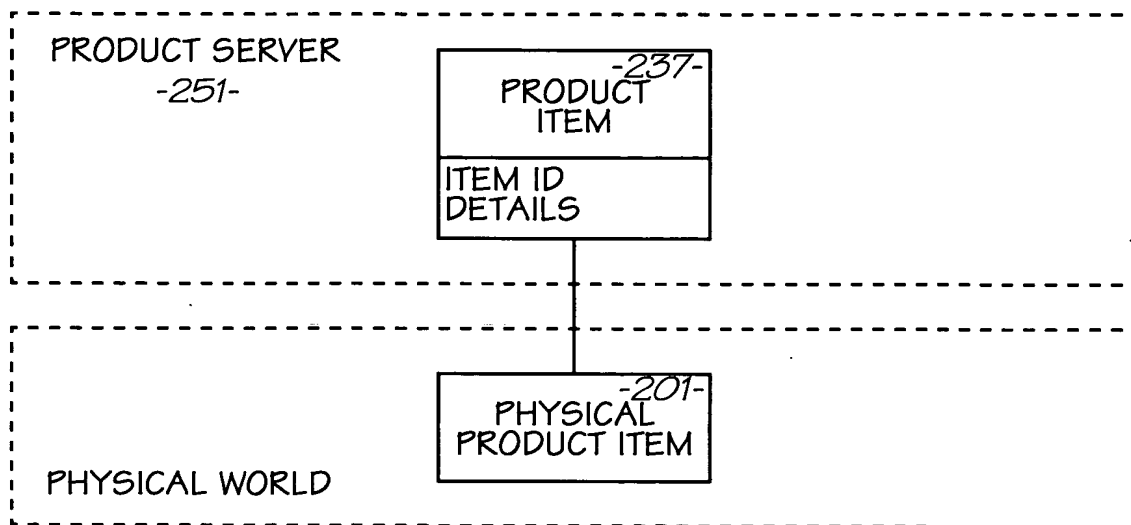 PRODUCT SERVER
-251-
-237-
PRODUCT
ITEM
ITEM ID
DETAILS
-201-
PHYSICAL
PRODUCT ITEM
PHYSICAL WORLD